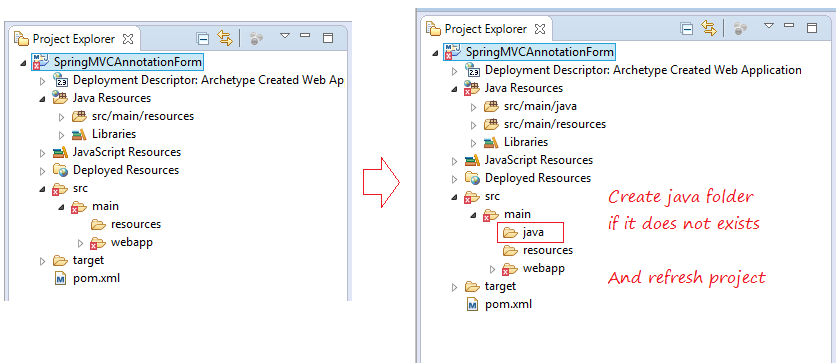 Project Explorer
SpringMVCAnnotationForm
Deployment Descriptor: Archetype Created Web Ap
Java Resources
src/main/resources
Libraries
JavaScript Resources
Deployed Resources
src
main
resources
webapp
target
pom.xml
Project Explorer
SpringMVCAnnotationForm
Deployment Descriptor: Archetype Created Web Application
Java Resources
src/main/java
src/main/resources
Libraries
JavaScript Resources
Deployed Resources
src
main
java
resources
webapp
target
pom.xml
Create java folder
if it does not exists
And refresh project